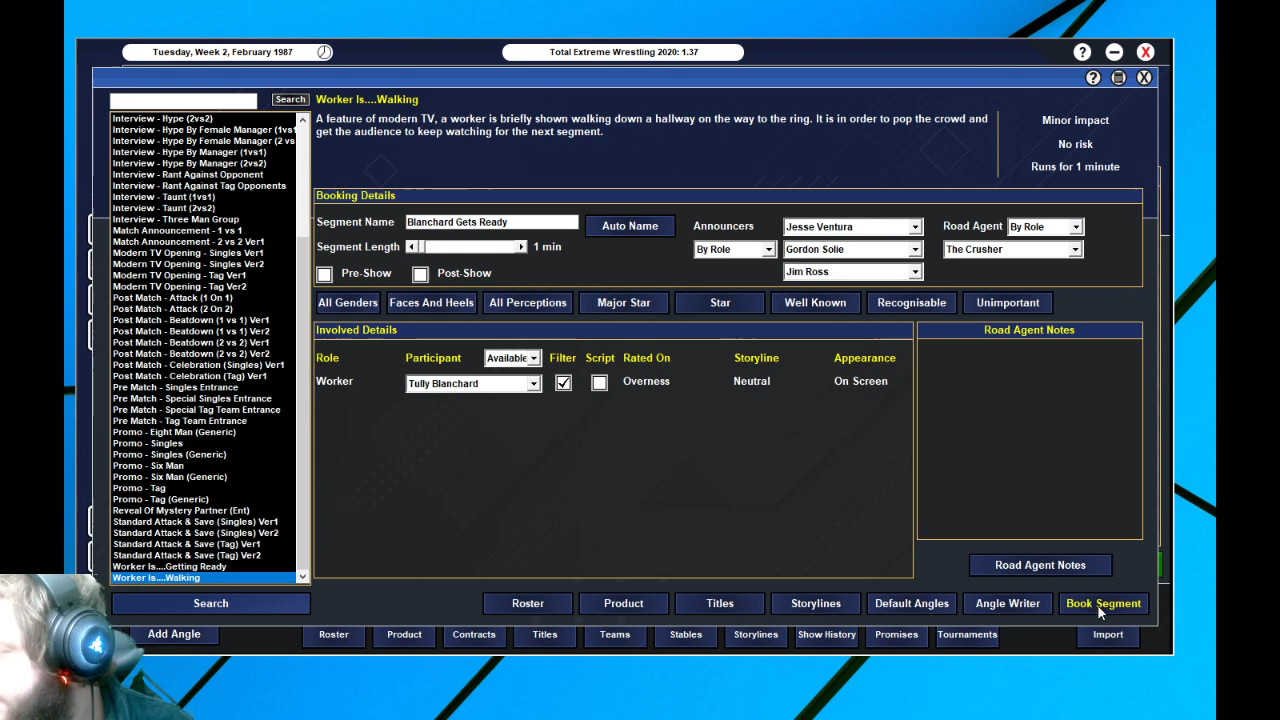 Tuesday, Week 2, February 1987
Total Extreme Wrestling 2020: 1.37
Search
Interview - Hype (2vs2)
Interview - Hype By Female Manager (1vs1
Interview - Hype By Female Manager (2 vs
Interview - Hype By Manager (1vs1)
Interview - Hype By Manager (2vs2)
Interview - Rant Against Opponent
Interview - Rant Against Tag Opponents
Interview - Taunt (1vs1)
Interview - Taunt (2vs2)
Interview - Three Man Group
Match Announcement - 1 vs 1
Match Announcement - 2 vs 2 Ver1
Modern TV Opening - Singles Ver1
Modern TV Opening - Singles Ver2
Modern TV Opening - Tag Ver1
Modern TV Opening - Tag Ver2
Post Match - Attack (1 On 1)
Post Match - Attack (2 On 2)
Post Match - Beatdown (1 vs 1) Ver1
Post Match - Beatdown (1 vs 1) Ver2
Post Match - Beatdown (2 vs 2) Ver1
Post Match - Beatdown (2 vs 2) Ver2
Post Match - Celebration (Singles) Ver1
Post Match - Celebration (Tag) Ver1
Pre Match - Singles Entrance
Pre Match - Special Singles Entrance
Pre Match - Special Tag Team Entrance
Pre Match - Tag Team Entrance
Promo - Eight Man (Generic)
Promo - Singles
Promo - Singles (Generic)
Promo - Six Man
Promo - Six Man (Generic)
Promo - Tag
Promo - Tag (Generic)
Reveal Of Mystery Partner (Ent)
Standard Attack & Save (Singles) Ver1
Standard Attack & Save (Singles) Ver2
Standard Attack & Save (Tag) Ver1
Standard Attack & Save (Tag) Ver2
Worker Is....Getting Ready
Worker Is....Walking
Search
Worker Is....Walking
A feature of modern TV, a worker is briefly shown walking down a hallway on the way to the ring. It is in order to pop the crowd and
get the audience to keep watching for the next segment.
Minor impact
No risk
Runs for 1 minute
Booking Details
Segment Name Blanchard Gets Ready Auto Name Announcers Jesse Ventura Road Agent By Role
Segment Length 1 min By Role Gordon Solie The Crusher
Pre-Show Post-Show Jim Ross
All Genders Faces And Heels All Perceptions Major Star Star Well Known Recognisable Unimportant
Involved Details
Road Agent Notes
Role Participant Available Filter Script Rated On Storyline Appearance
Worker Tully Blanchard Overness Neutral On Screen
Road Agent Notes
Roster Product Titles Storylines Default Angles Angle Writer Book Segment
Add Angle Roster Product Contracts Titles Teams Stables Storylines Show History Promises Tournaments Import